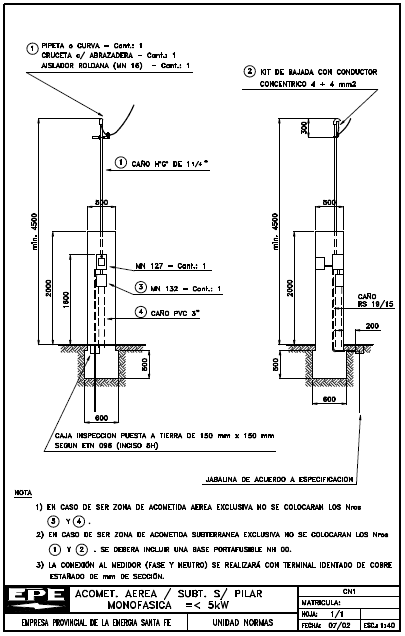 1 PIPETA o CURVA - Cant.: 1
CRUCETA c/ ABRAZADERA - Cant.: 1
AISLADOR ROLDANA (MN 16) - Cant.: 1
2 KIT DE BAJADA CON CONDUCTOR
CONCENTRICO 4 + 4 mm2
300
1 CAÑO HºGº DE 1 1/4"
500
500
mín. 4500
mín. 4500
2000
1600
2000
MN 127 - Cant.: 1
3 MN 132 - Cant.: 1
4 CAÑO PVC 3"
CAÑO
RS 19/15
200
500
500
600
600
CAJA INSPECCION PUESTA A TIERRA DE 150 mm x 150 mm
SEGUN ETN 096 (INCISO 5H)
JABALINA DE ACUERDO A ESPECIFICACION
NOTA
1) EN CASO DE SER ZONA DE ACOMETIDA AEREA EXCLUSIVA NO SE COLOCARAN LOS Nros
3 Y 4 .
2) EN CASO DE SER ZONA DE ACOMETIDA SUBTERRANEA EXCLUSIVA NO SE COLOCARAN LOS Nros
1 Y 2 . SE DEBERA INCLUIR UNA BASE PORTAFUSIBLE NH 00.
3) LA CONEXIÓN AL MEDIDOR (FASE Y NEUTRO) SE REALIZARÁ CON TERMINAL IDENTADO DE COBRE
ESTAÑADO DE mm DE SECCIÓN.
EPE
ACOMET. AEREA / SUBT. S/ PILAR
MONOFASICA =< 5kW
EMPRESA PROVINCIAL DE LA ENERGIA SANTA FE
UNIDAD NORMAS
CN1
MATRICULA:
HOJA: 1/1
FECHA: 07/02
ESC.: 1:40